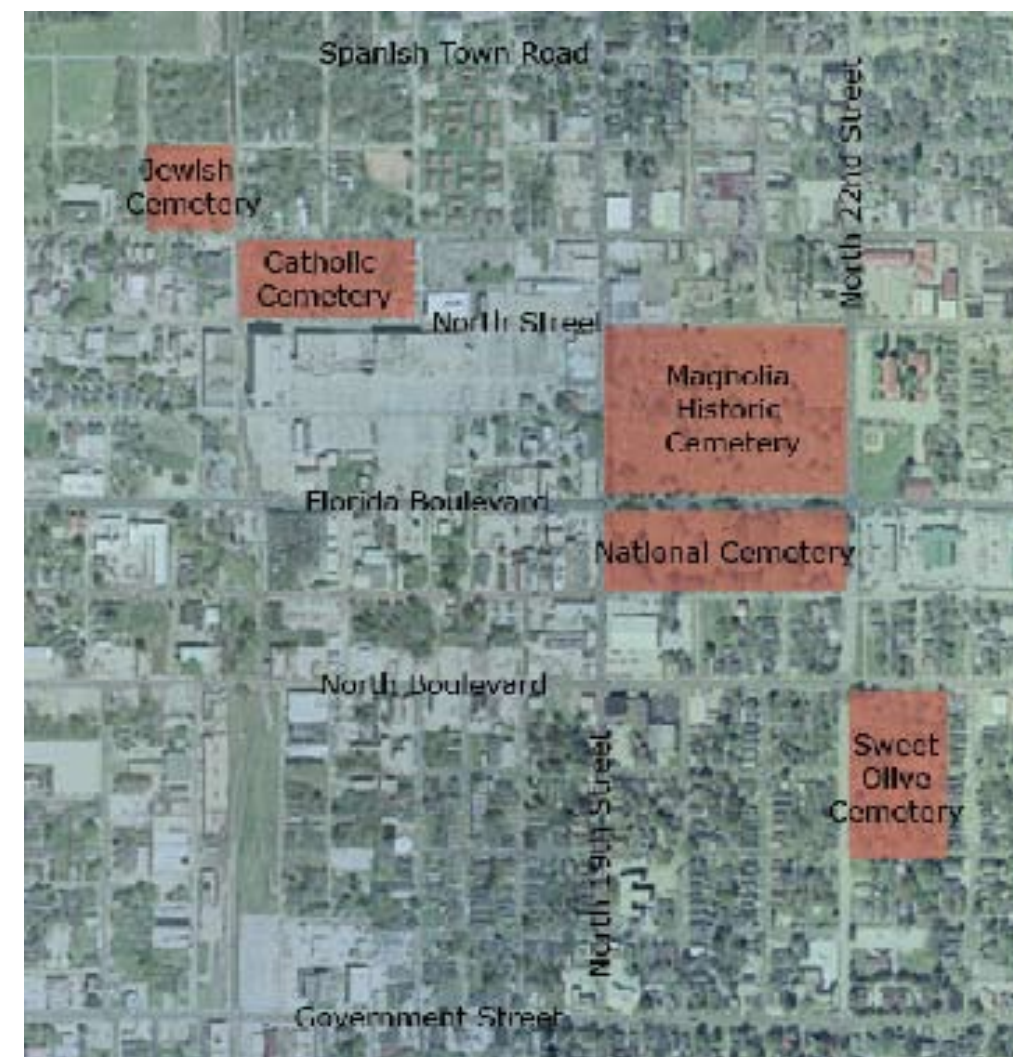 Spanish Town Road
North 22nd Street
Jewish
Cemetery
Catholic
Cemetery
North Street
Magnolia
Historic
Cemetery
Florida Boulevard
National Cemetery
North Boulevard
Sweet
Olive
Cemetery
North 19th Street
Government Street